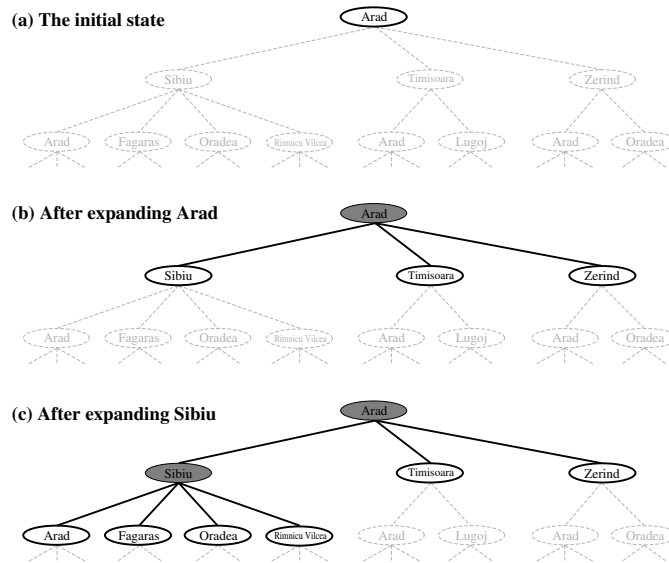 (a) The initial state
Arad
Sibiu Timisoara Zerind
Arad Fagaras Oradea Rimnicu Vilcea Arad Lugoj Arad Oradea
(b) After expanding Arad
Arad
Sibiu Timisoara Zerind
Arad Fagaras Oradea Rimnicu Vilcea Arad Lugoj Arad Oradea
(c) After expanding Sibiu
Arad
Sibiu Timisoara Zerind
Arad Fagaras Oradea Rimnicu Vilcea Arad Lugoj Arad Oradea